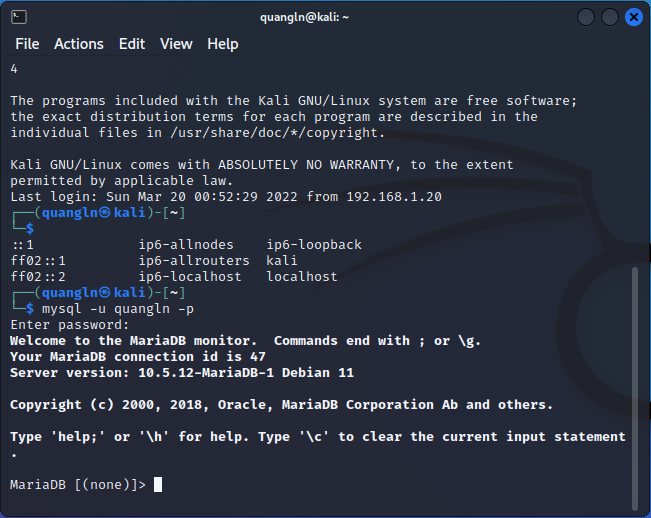 quangln@kali: ~
File Actions Edit View Help
4
The programs included with the Kali GNU/Linux system are free software;
the exact distribution terms for each program are described in the
individual files in /usr/share/doc/*/copyright.
Kali GNU/Linux comes with ABSOLUTELY NO WARRANTY, to the extent
permitted by applicable law.
Last login: Sun Mar 20 00:52:29 2022 from 192.168.1.20
┌──(quangln㉿kali)-[~]
└─$
::1 ip6-allnodes ip6-loopback
ff02::1 ip6-allrouters kali
ff02::2 ip6-localhost localhost
┌──(quangln㉿kali)-[~]
└─$ mysql -u quangln -p
Enter password:
Welcome to the MariaDB monitor.  Commands end with ; or \g.
Your MariaDB connection id is 47
Server version: 10.5.12-MariaDB-1 Debian 11
Copyright (c) 2000, 2018, Oracle, MariaDB Corporation Ab and others.
Type 'help;' or '\h' for help. Type '\c' to clear the current input statement
.
MariaDB [(none)]>